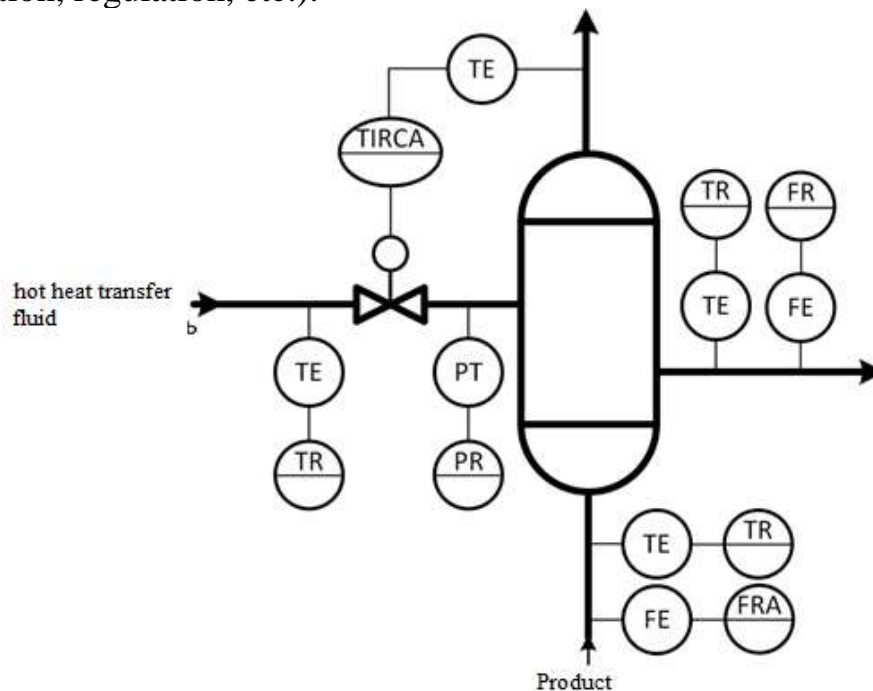 tion, regulation, etc.).
TE
TIRCA
TR
FR
hot heat transfer
fluid
b
TE
FE
TE
PT
TR
PR
TE
TR
FE
FRA
Product